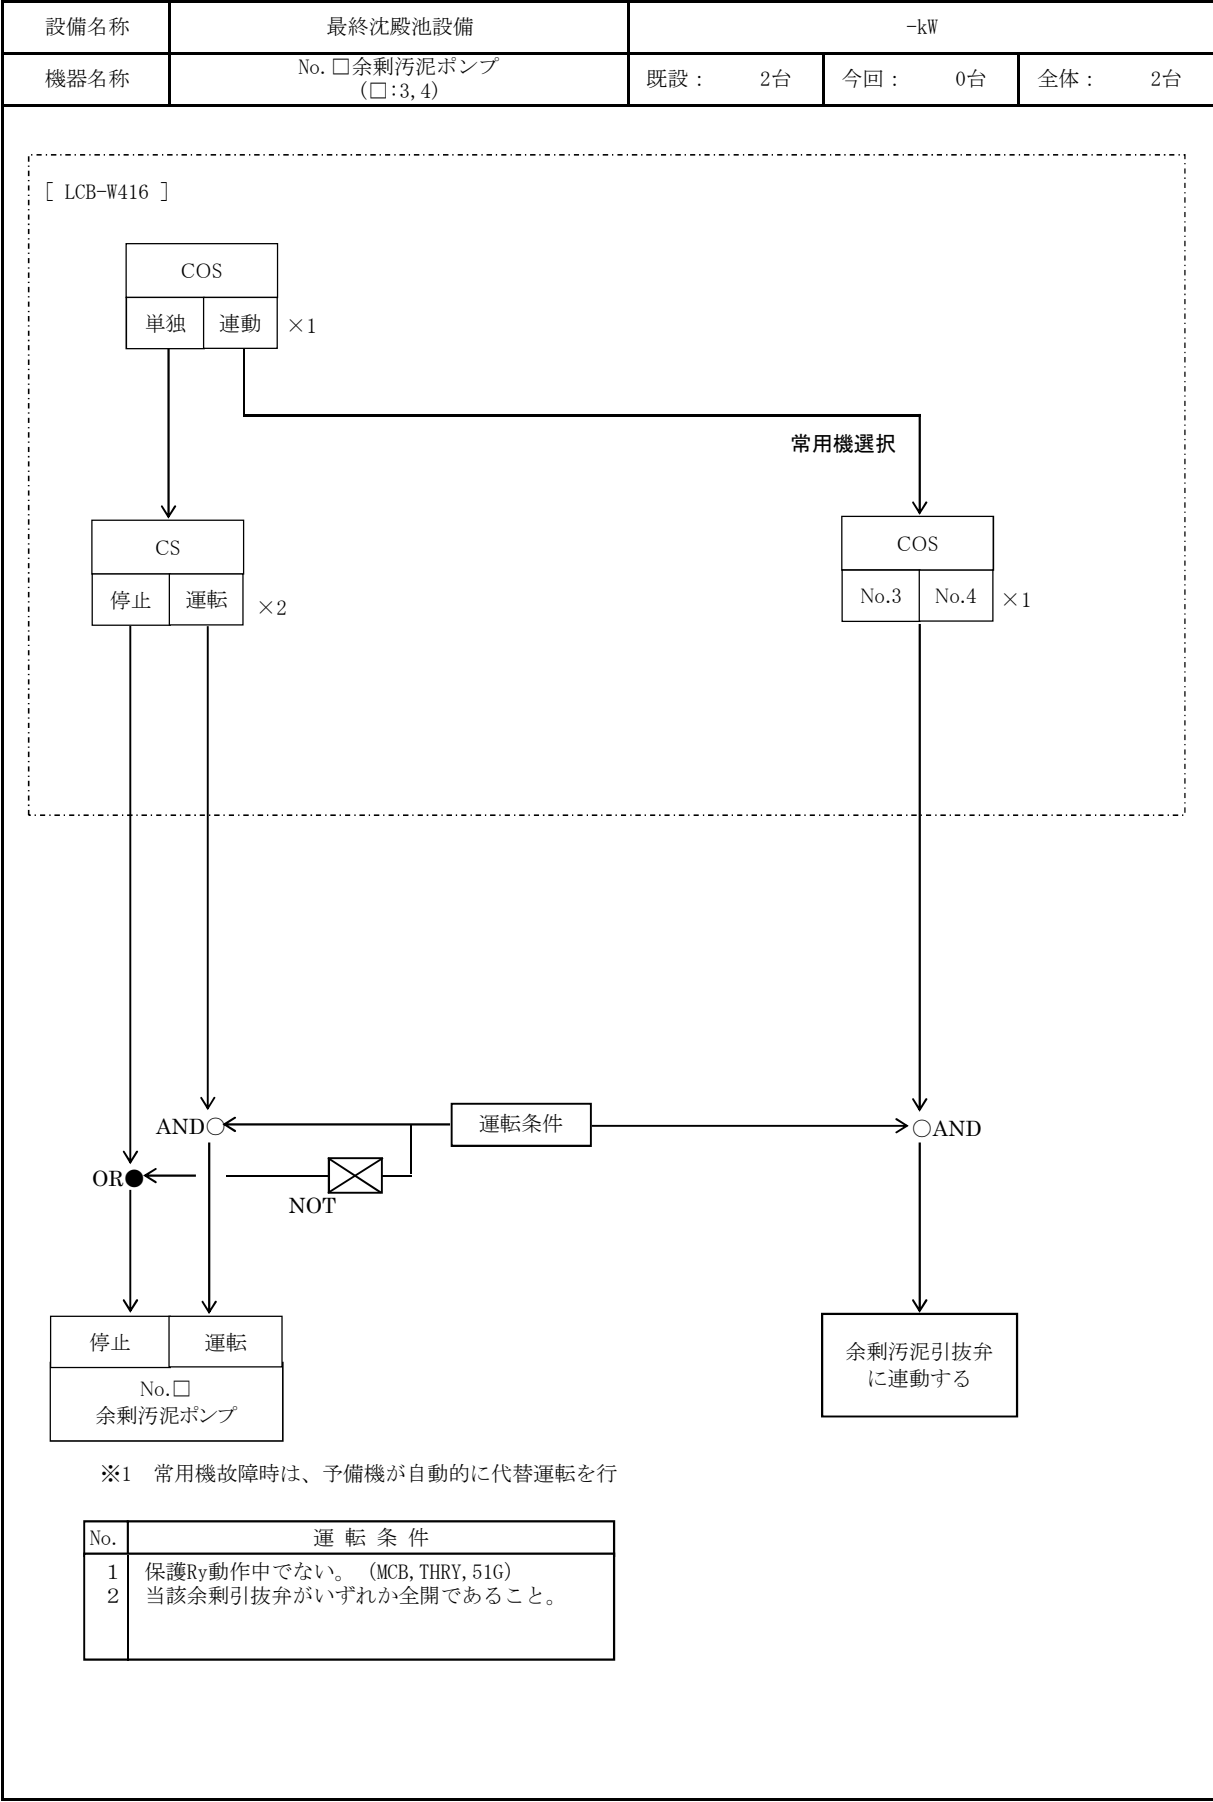 設備名称
最終沈殿池設備
-kW
機器名称
No.□余剰汚泥ポンプ
(□:3,4)
既設： 2台
今回： 0台
全体： 2台
[ LCB-W416 ]
COS
単独 連動 ×1
常用機選択
CS
停止 運転 ×2
COS
No.3 No.4 ×1
AND○
運転条件
○AND
OR●
NOT
停止 運転
No.□
余剰汚泥ポンプ
余剰汚泥引抜弁
に連動する
※1 常用機故障時は、予備機が自動的に代替運転を行
No. 運 転 条 件
1 保護Ry動作中でない。 (MCB,THRY,51G)
2 当該余剰引抜弁がいずれか全開であること。